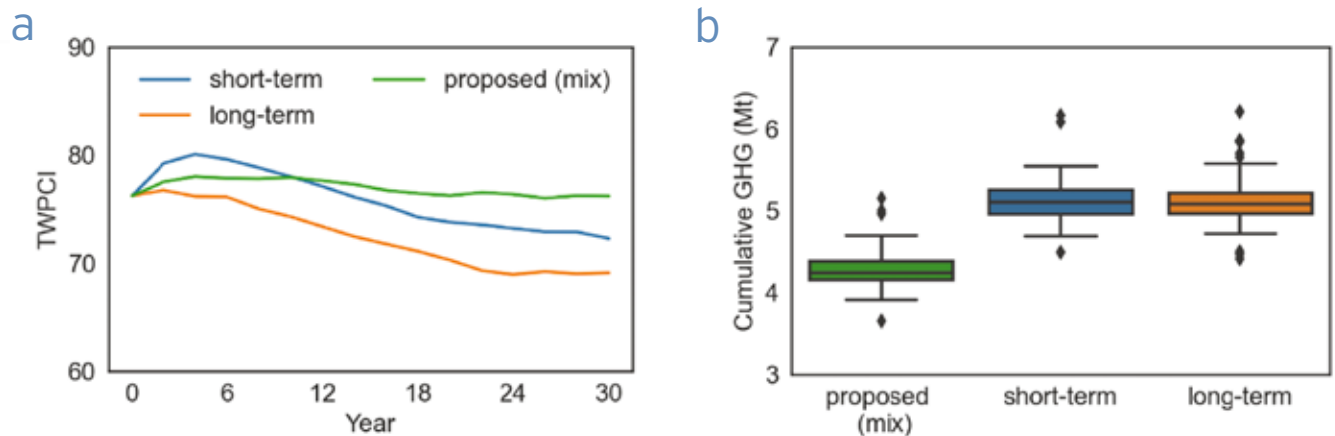 a
90
80
70
60
TWPCI
short-term
long-term
proposed (mix)
0 6 12 18 24 30
Year
b
7
6
5
4
3
Cumulative GHG (Mt)
proposed
(mix)
short-term
long-term